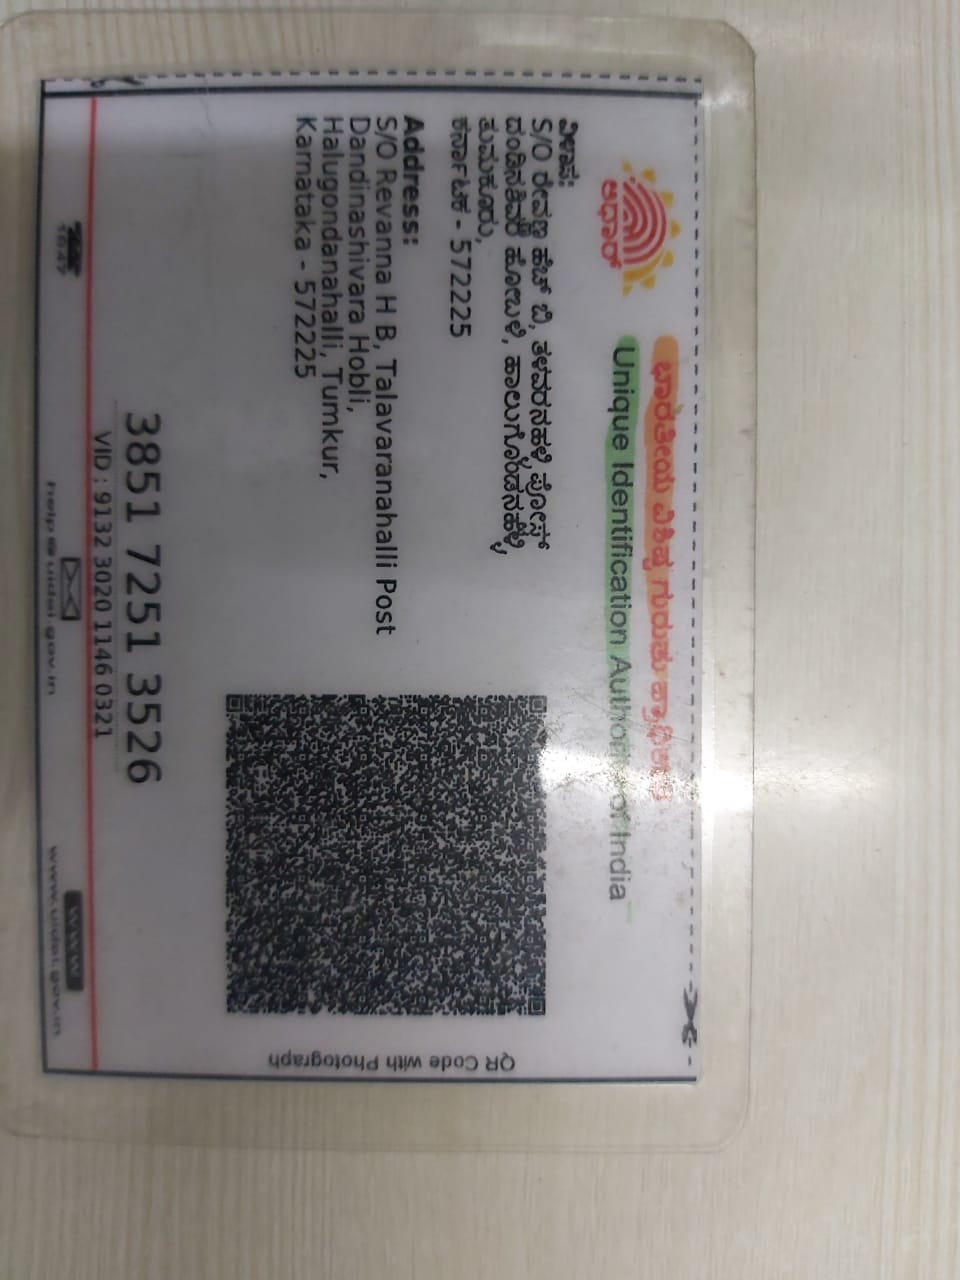 ಭಾರತೀಯ ವಿಶಿಷ್ಟ ಗುರುತು ಪ್ರಾಧಿಕಾರ
Unique Identification Authority of India
ಆಧಾರ್
ವಿಳಾಸ:
S/O ರೇವಣ್ಣ ಹೆಚ್ ಬಿ, ತಳವರನಹಳ್ಳಿ ಪೋಸ್ಟ್
ದಂಡಿನಶಿವರ ಹೋಬಳಿ, ಹಾಲುಗೊಂಡನಹಳ್ಳಿ,
ತುಮಕೂರು,
ಕರ್ನಾಟಕ - 572225
Address:
S/O Revanna H B, Talavaranahalli Post
Dandinashivara Hobli,
Halugondanahalli, Tumkur,
Karnataka - 572225
QR Code with Photograph
3851 7251 3526
VID : 9132 3020 1146 0321
1947
help@uidai.gov.in
www
www.uidai.gov.in